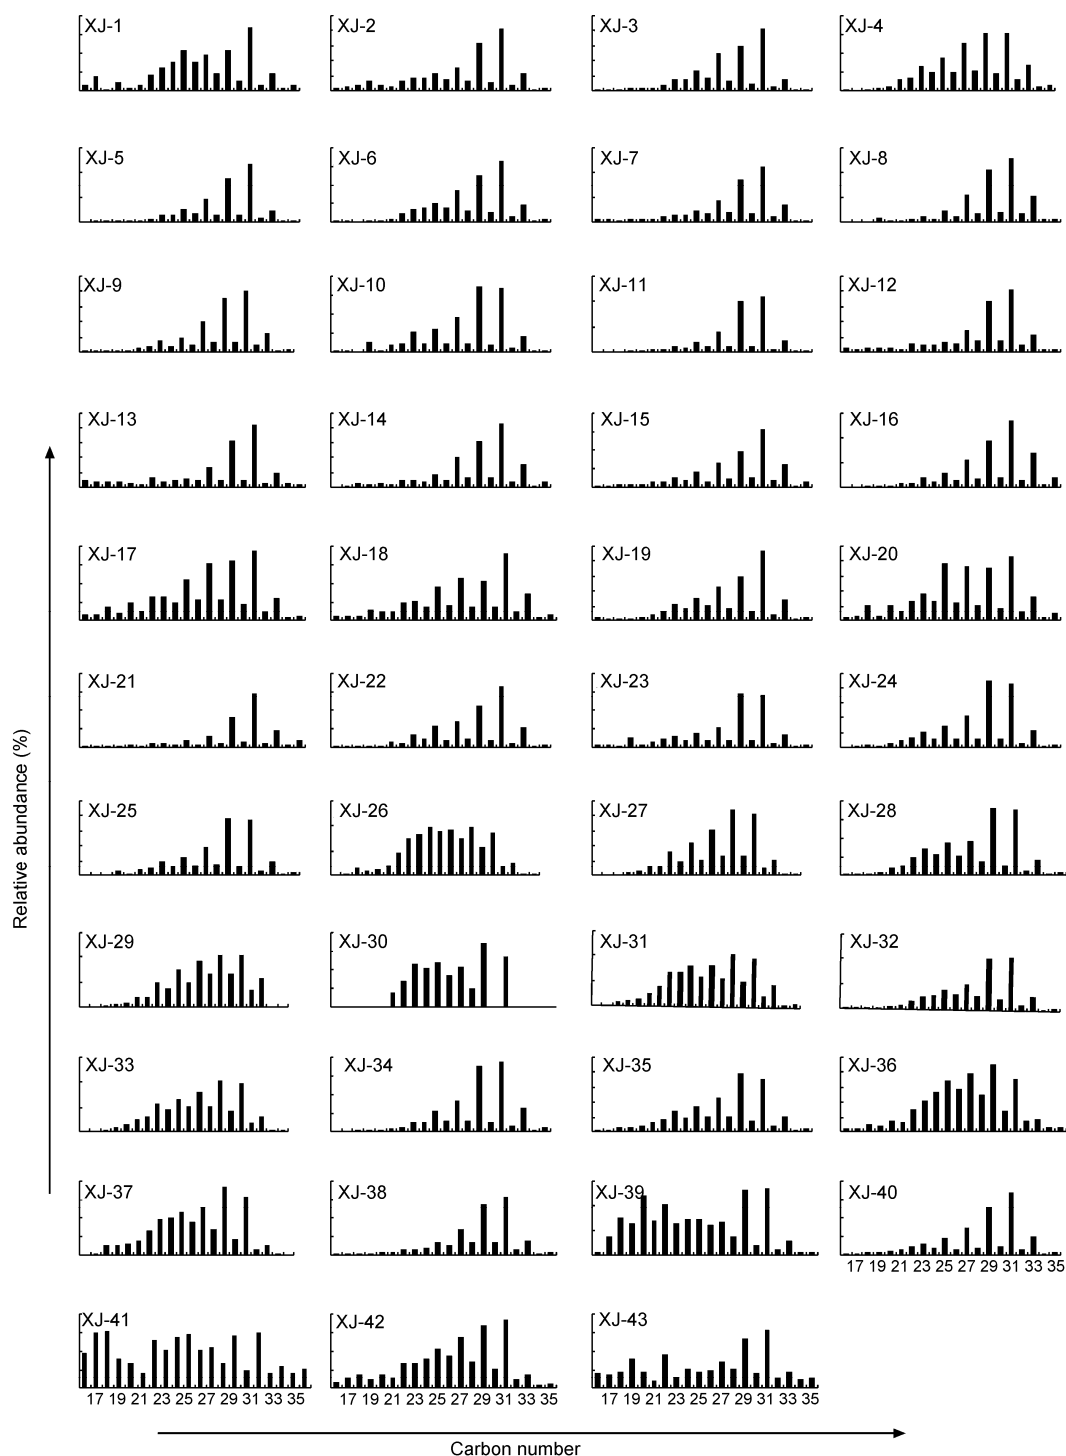 XJ-1 XJ-2 XJ-3 XJ-4
XJ-5 XJ-6 XJ-7 XJ-8
XJ-9 XJ-10 XJ-11 XJ-12
XJ-13 XJ-14 XJ-15 XJ-16
XJ-17 XJ-18 XJ-19 XJ-20
XJ-21 XJ-22 XJ-23 XJ-24
XJ-25 XJ-26 XJ-27 XJ-28
XJ-29 XJ-30 XJ-31 XJ-32
XJ-33 XJ-34 XJ-35 XJ-36
XJ-37 XJ-38 XJ-39 XJ-40
17 19 21 23 25 27 29 31 33 35
XJ-41 XJ-42 XJ-43
17 19 21 23 25 27 29 31 33 35 17 19 21 23 25 27 29 31 33 35 17 19 21 23 25 27 29 31 33 35
Relative abundance (%)
Carbon number